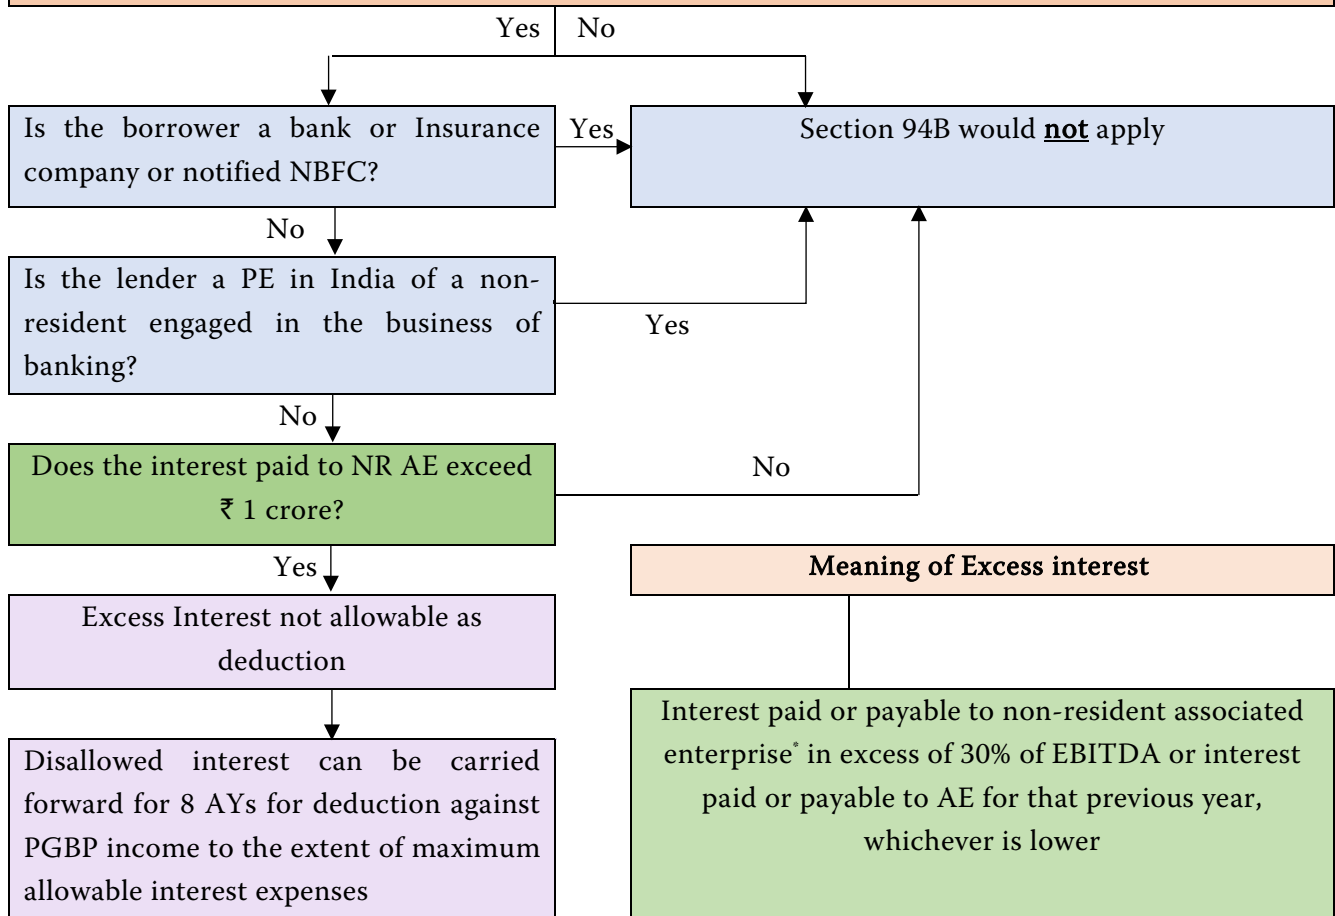 Yes No
Is the borrower a bank or Insurance
company or notified NBFC?
Yes
Section 94B would not apply
No
Is the lender a PE in India of a non-
resident engaged in the business of
banking?
Yes
No
Does the interest paid to NR AE exceed
₹ 1 crore?
No
Yes
Meaning of Excess interest
Excess Interest not allowable as
deduction
Interest paid or payable to non-resident associated
enterprise* in excess of 30% of EBITDA or interest
paid or payable to AE for that previous year,
whichever is lower
Disallowed interest can be carried
forward for 8 AYs for deduction against
PGBP income to the extent of maximum
allowable interest expenses